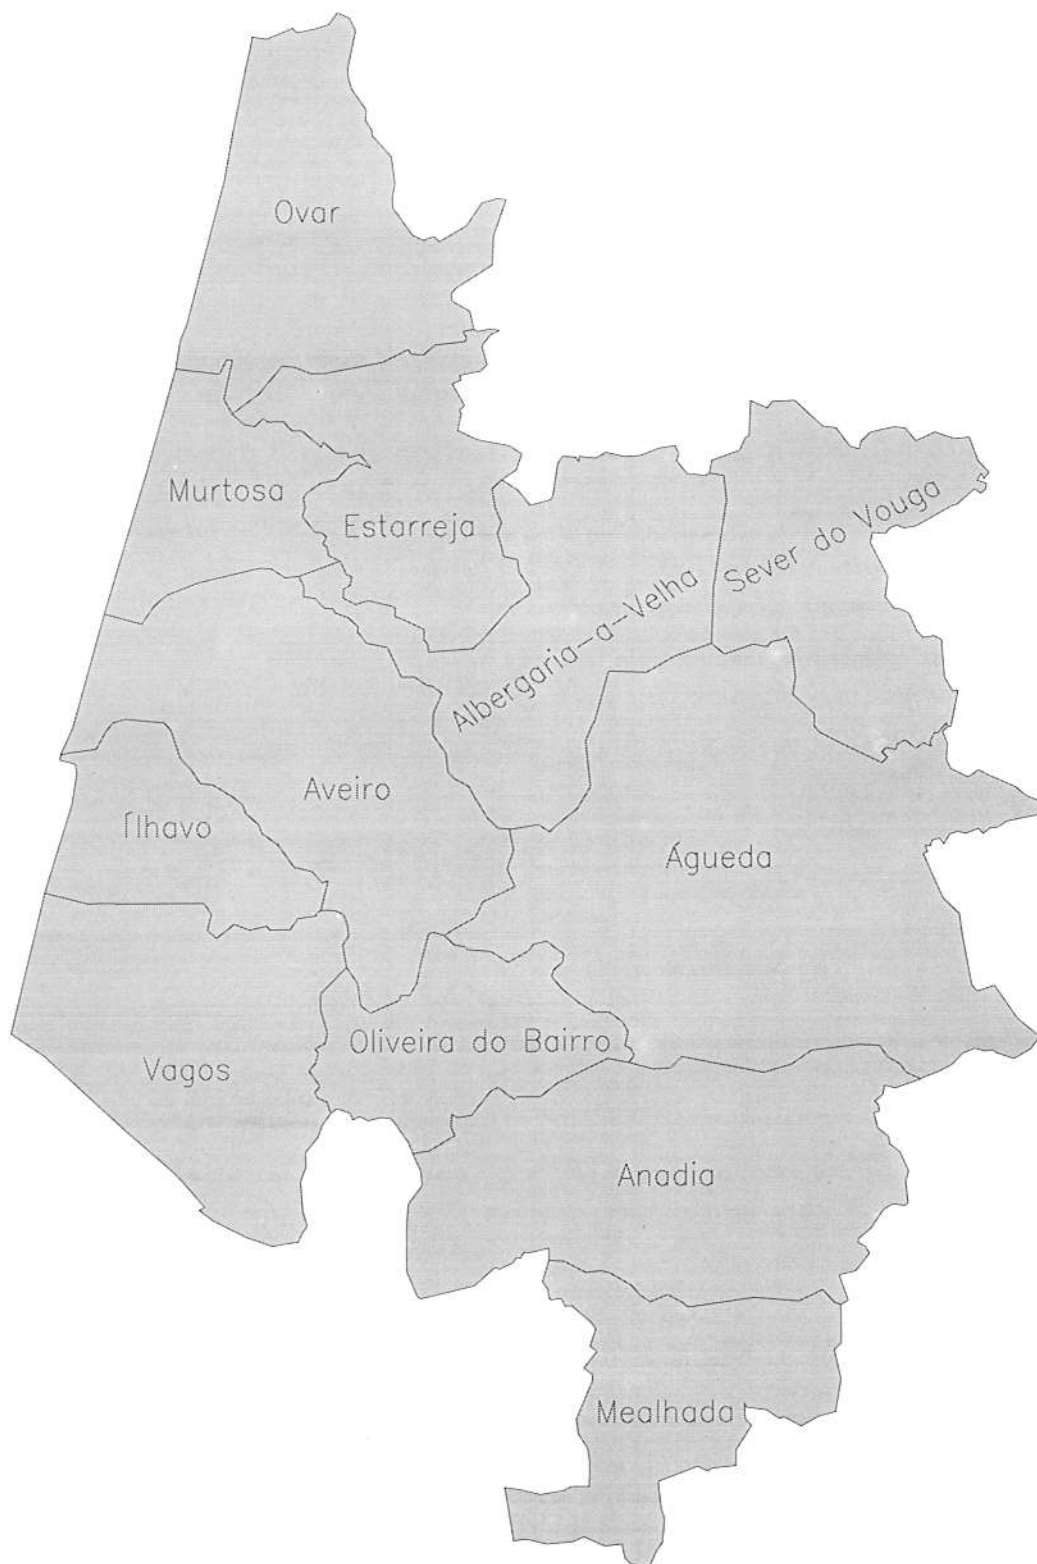 Ovar
Murtosa
Estarreja
Sever do Vouga
Albergaria-a-Velha
Aveiro
Ílhavo
Águeda
Oliveira do Bairro
Vagos
Anadia
Mealhada